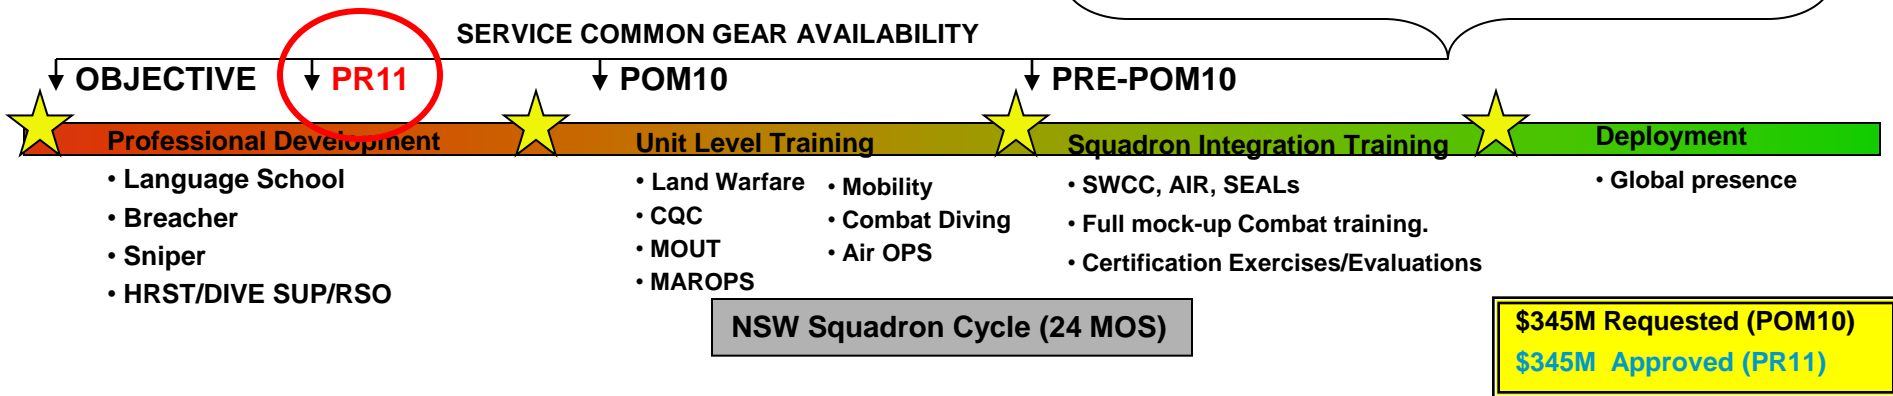 SERVICE COMMON GEAR AVAILABILITY
OBJECTIVE
PR11
POM10
PRE-POM10
Professional Development
Unit Level Training
Squadron Integration Training
Deployment
• Language School
• Breacher
• Sniper
• HRST/DIVE SUP/RSO
• Land Warfare
• CQC
• MOUT
• MAROPS
• Mobility
• Combat Diving
• Air OPS
• SWCC, AIR, SEALs
• Full mock-up Combat training.
• Certification Exercises/Evaluations
• Global presence
NSW Squadron Cycle (24 MOS)
$345M Requested (POM10)
$345M Approved (PR11)